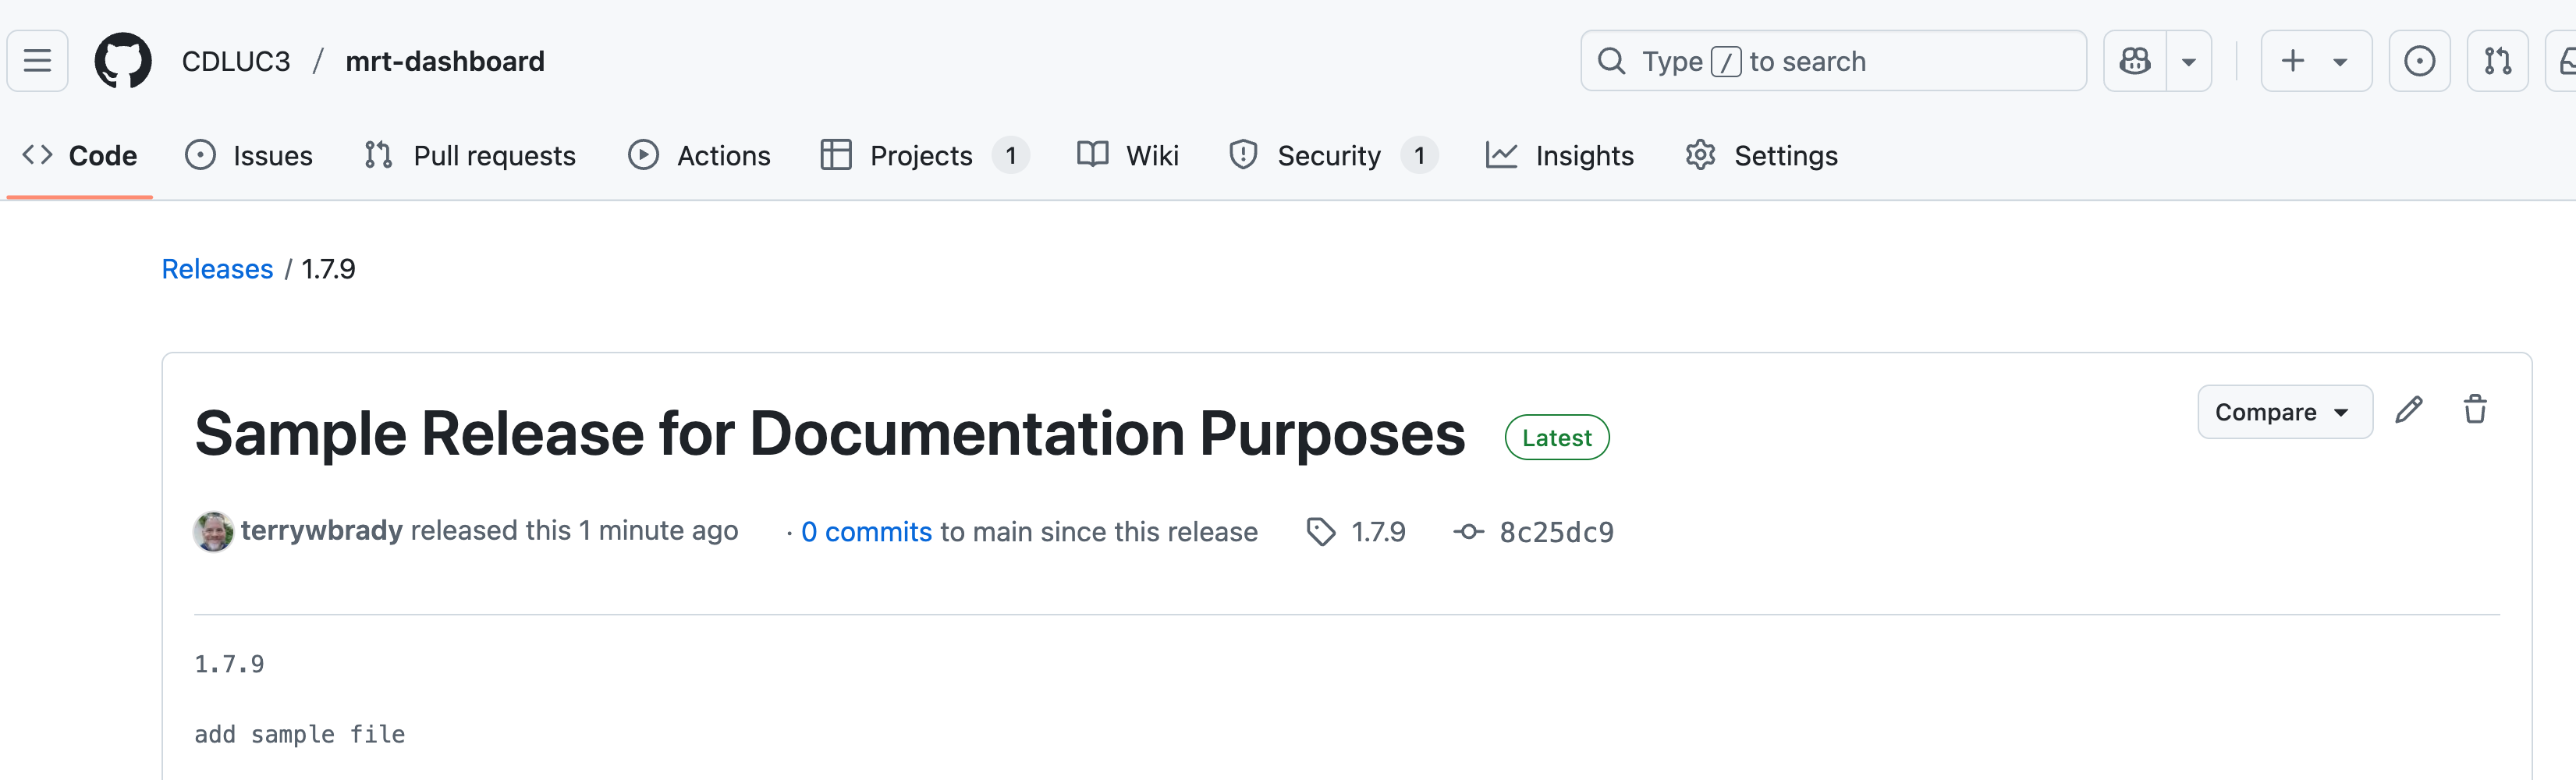 CDLUC3 / mrt-dashboard
Type / to search
Code Issues Pull requests Actions Projects 1 Wiki Security 1 Insights Settings
Releases / 1.7.9
Sample Release for Documentation Purposes Latest
Compare
terrywbrady released this 1 minute ago · 0 commits to main since this release 1.7.9 8c25dc9
1.7.9
add sample file